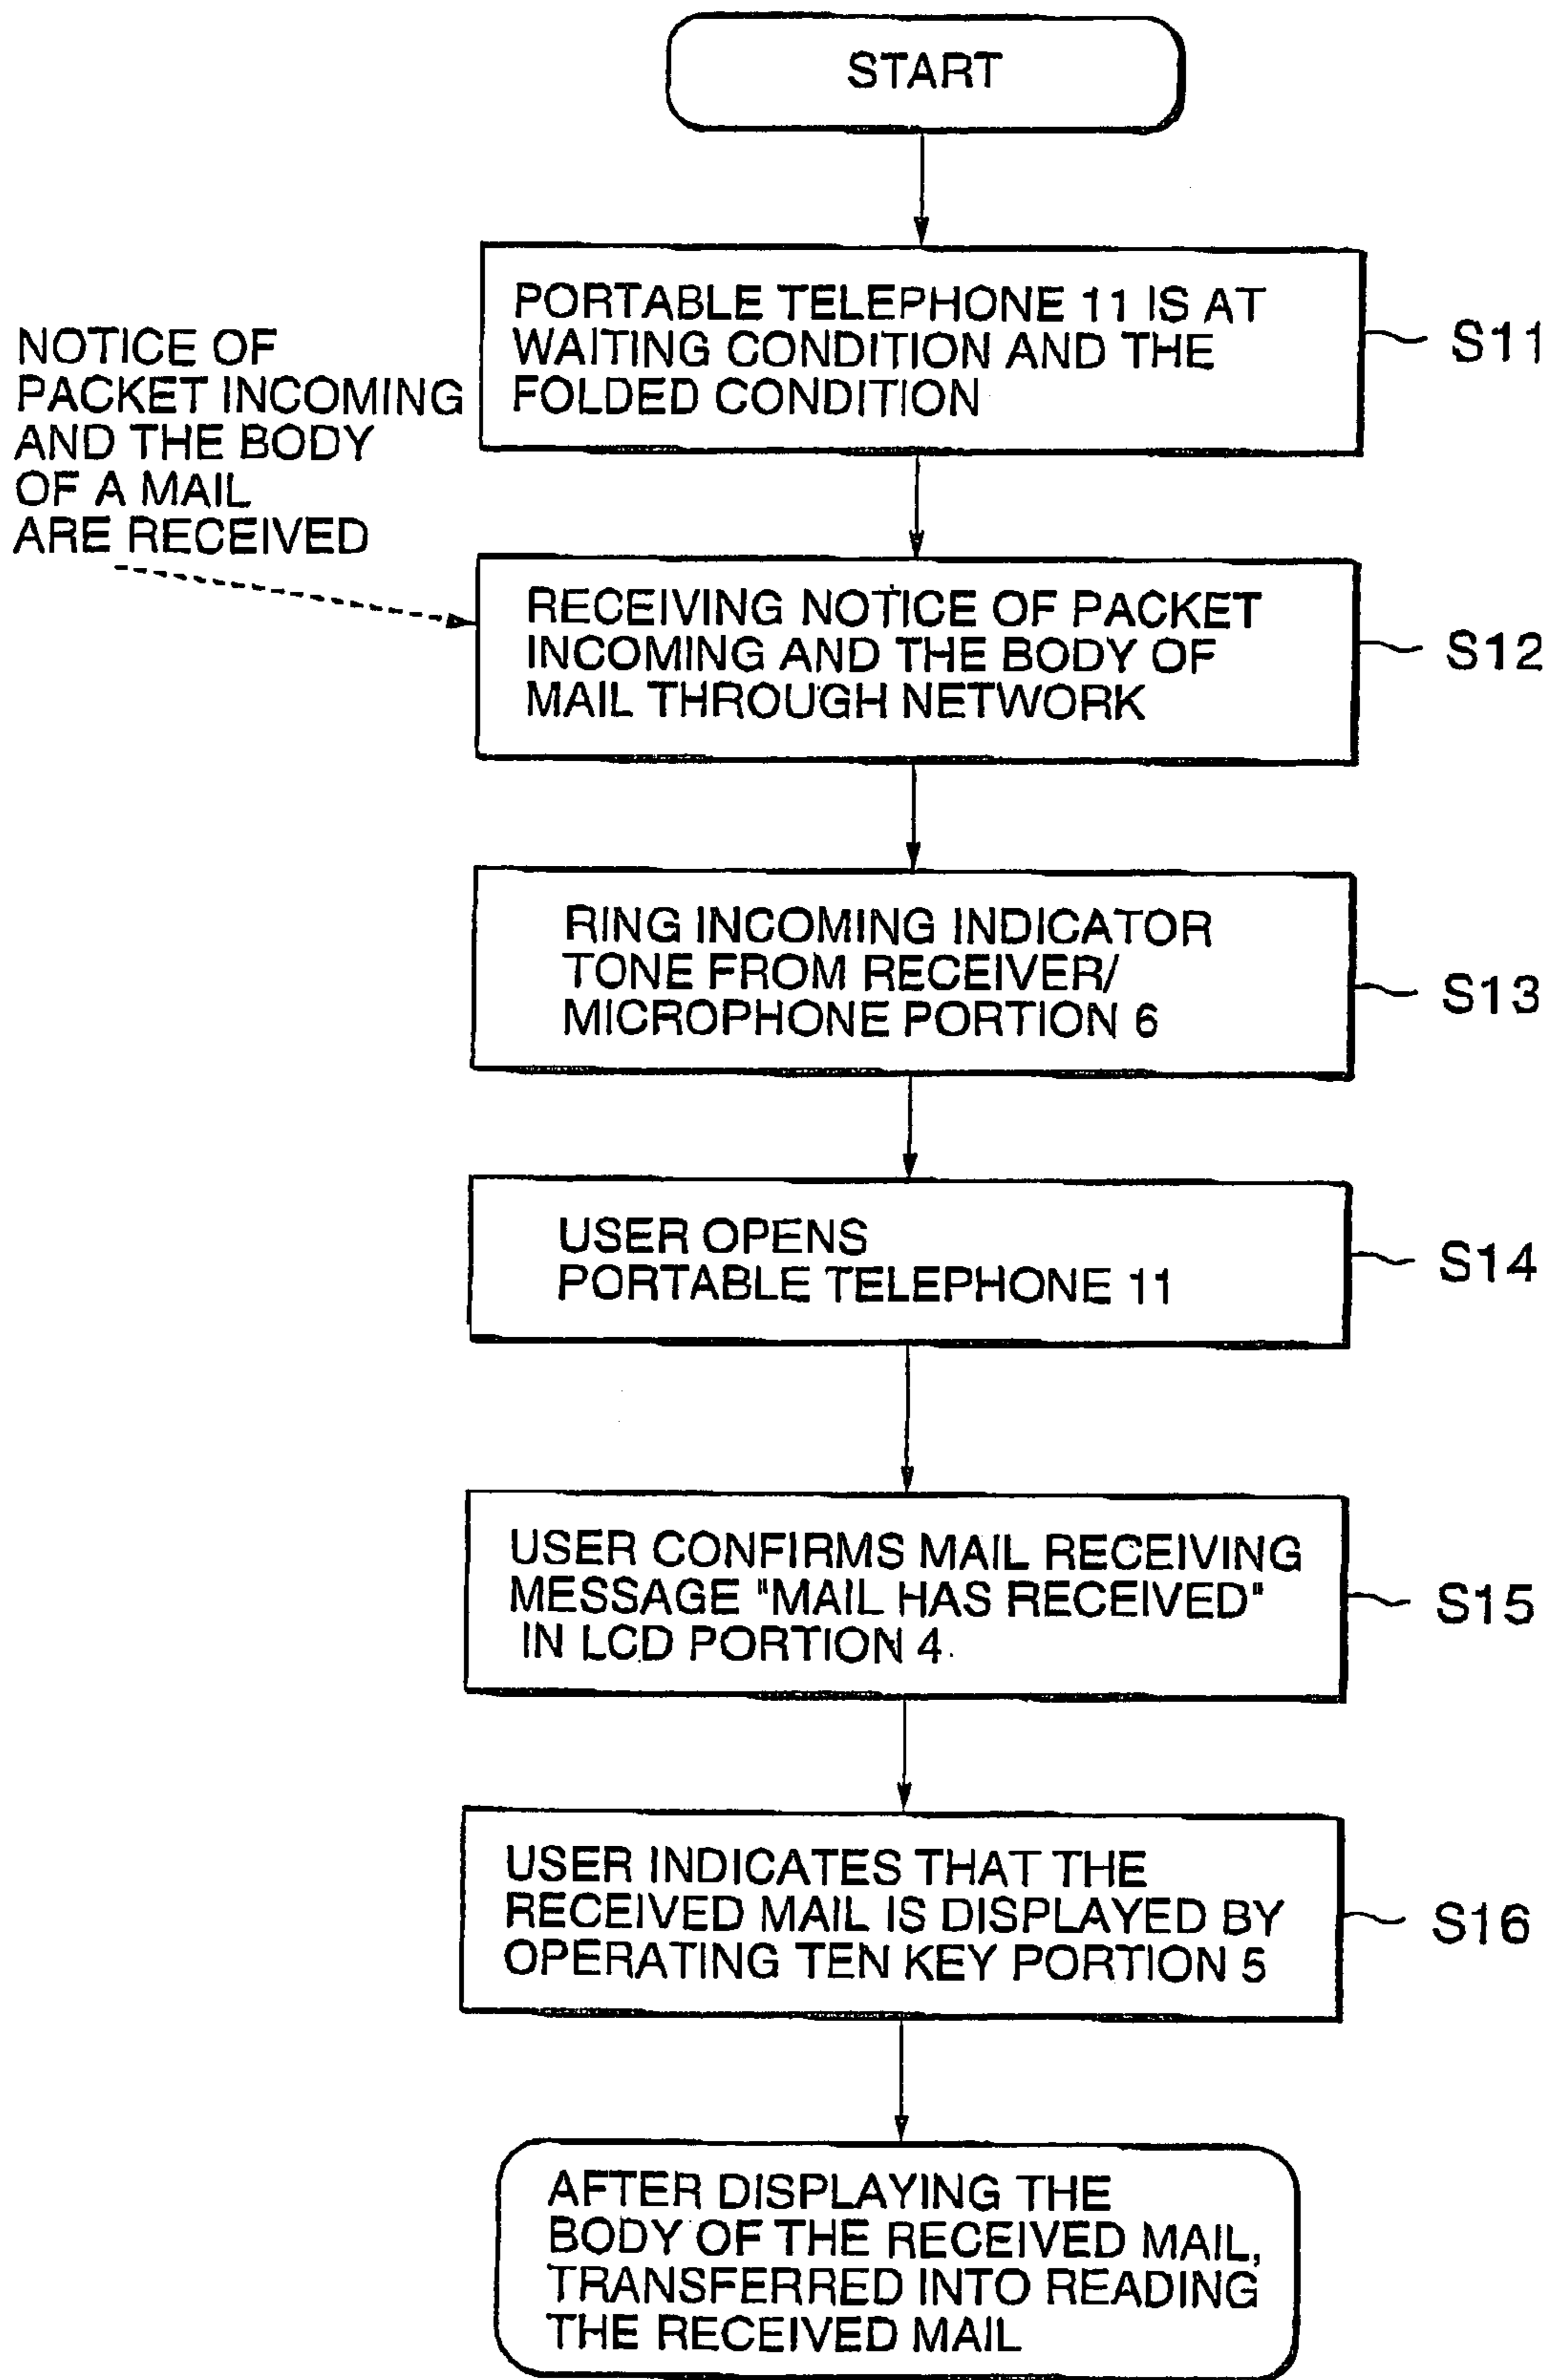 START
PORTABLE TELEPHONE 11 IS AT
WAITING CONDITION AND THE
FOLDED CONDITION
S11
NOTICE OF
PACKET INCOMING
AND THE BODY
OF A MAIL
ARE RECEIVED
RECEIVING NOTICE OF PACKET
INCOMING AND THE BODY OF
MAIL THROUGH NETWORK
S12
RING INCOMING INDICATOR
TONE FROM RECEIVER/
MICROPHONE PORTION 6
S13
USER OPENS
PORTABLE TELEPHONE 11
S14
USER CONFIRMS MAIL RECEIVING
MESSAGE "MAIL HAS RECEIVED"
IN LCD PORTION 4.
S15
USER INDICATES THAT THE
RECEIVED MAIL IS DISPLAYED BY
OPERATING TEN KEY PORTION 5
S16
AFTER DISPLAYING THE
BODY OF THE RECEIVED MAIL,
TRANSFERRED INTO READING
THE RECEIVED MAIL